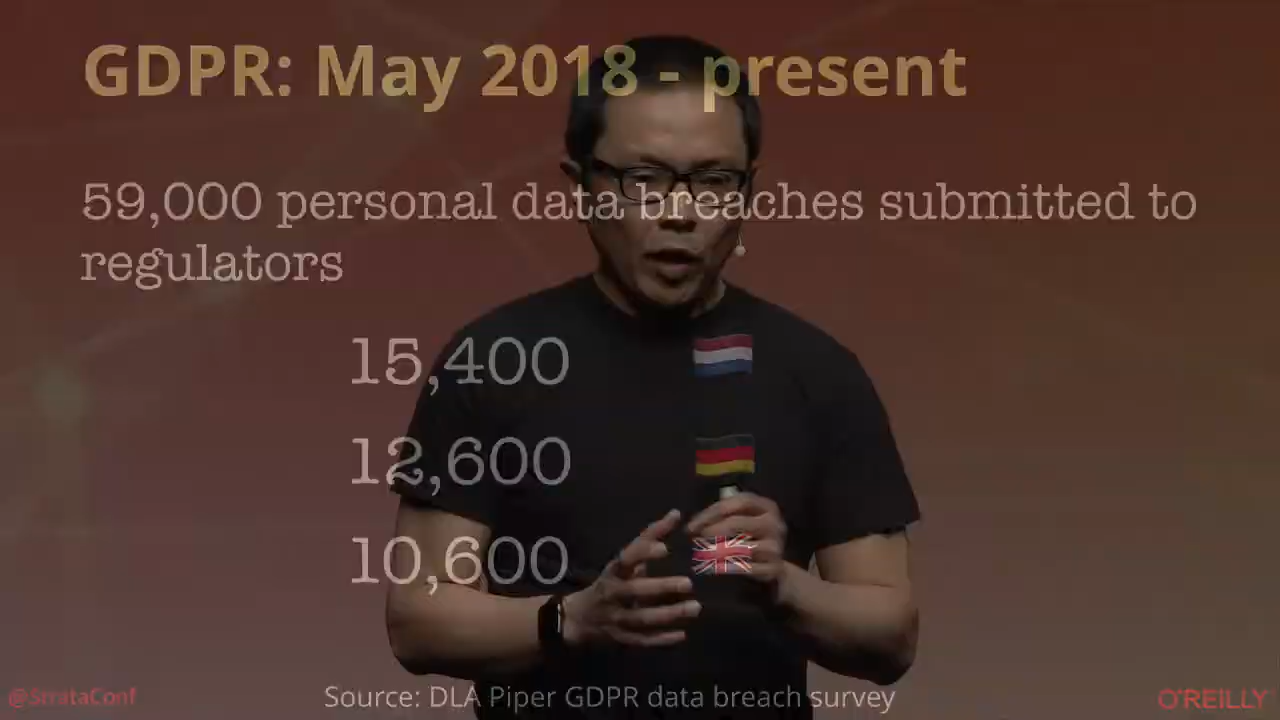 GDPR: May 2018 - present
59,000 personal data breaches submitted to
regulators
15,400
12,600
10,600
@StrataConf
Source: DLA Piper GDPR data breach survey
O'REILLY